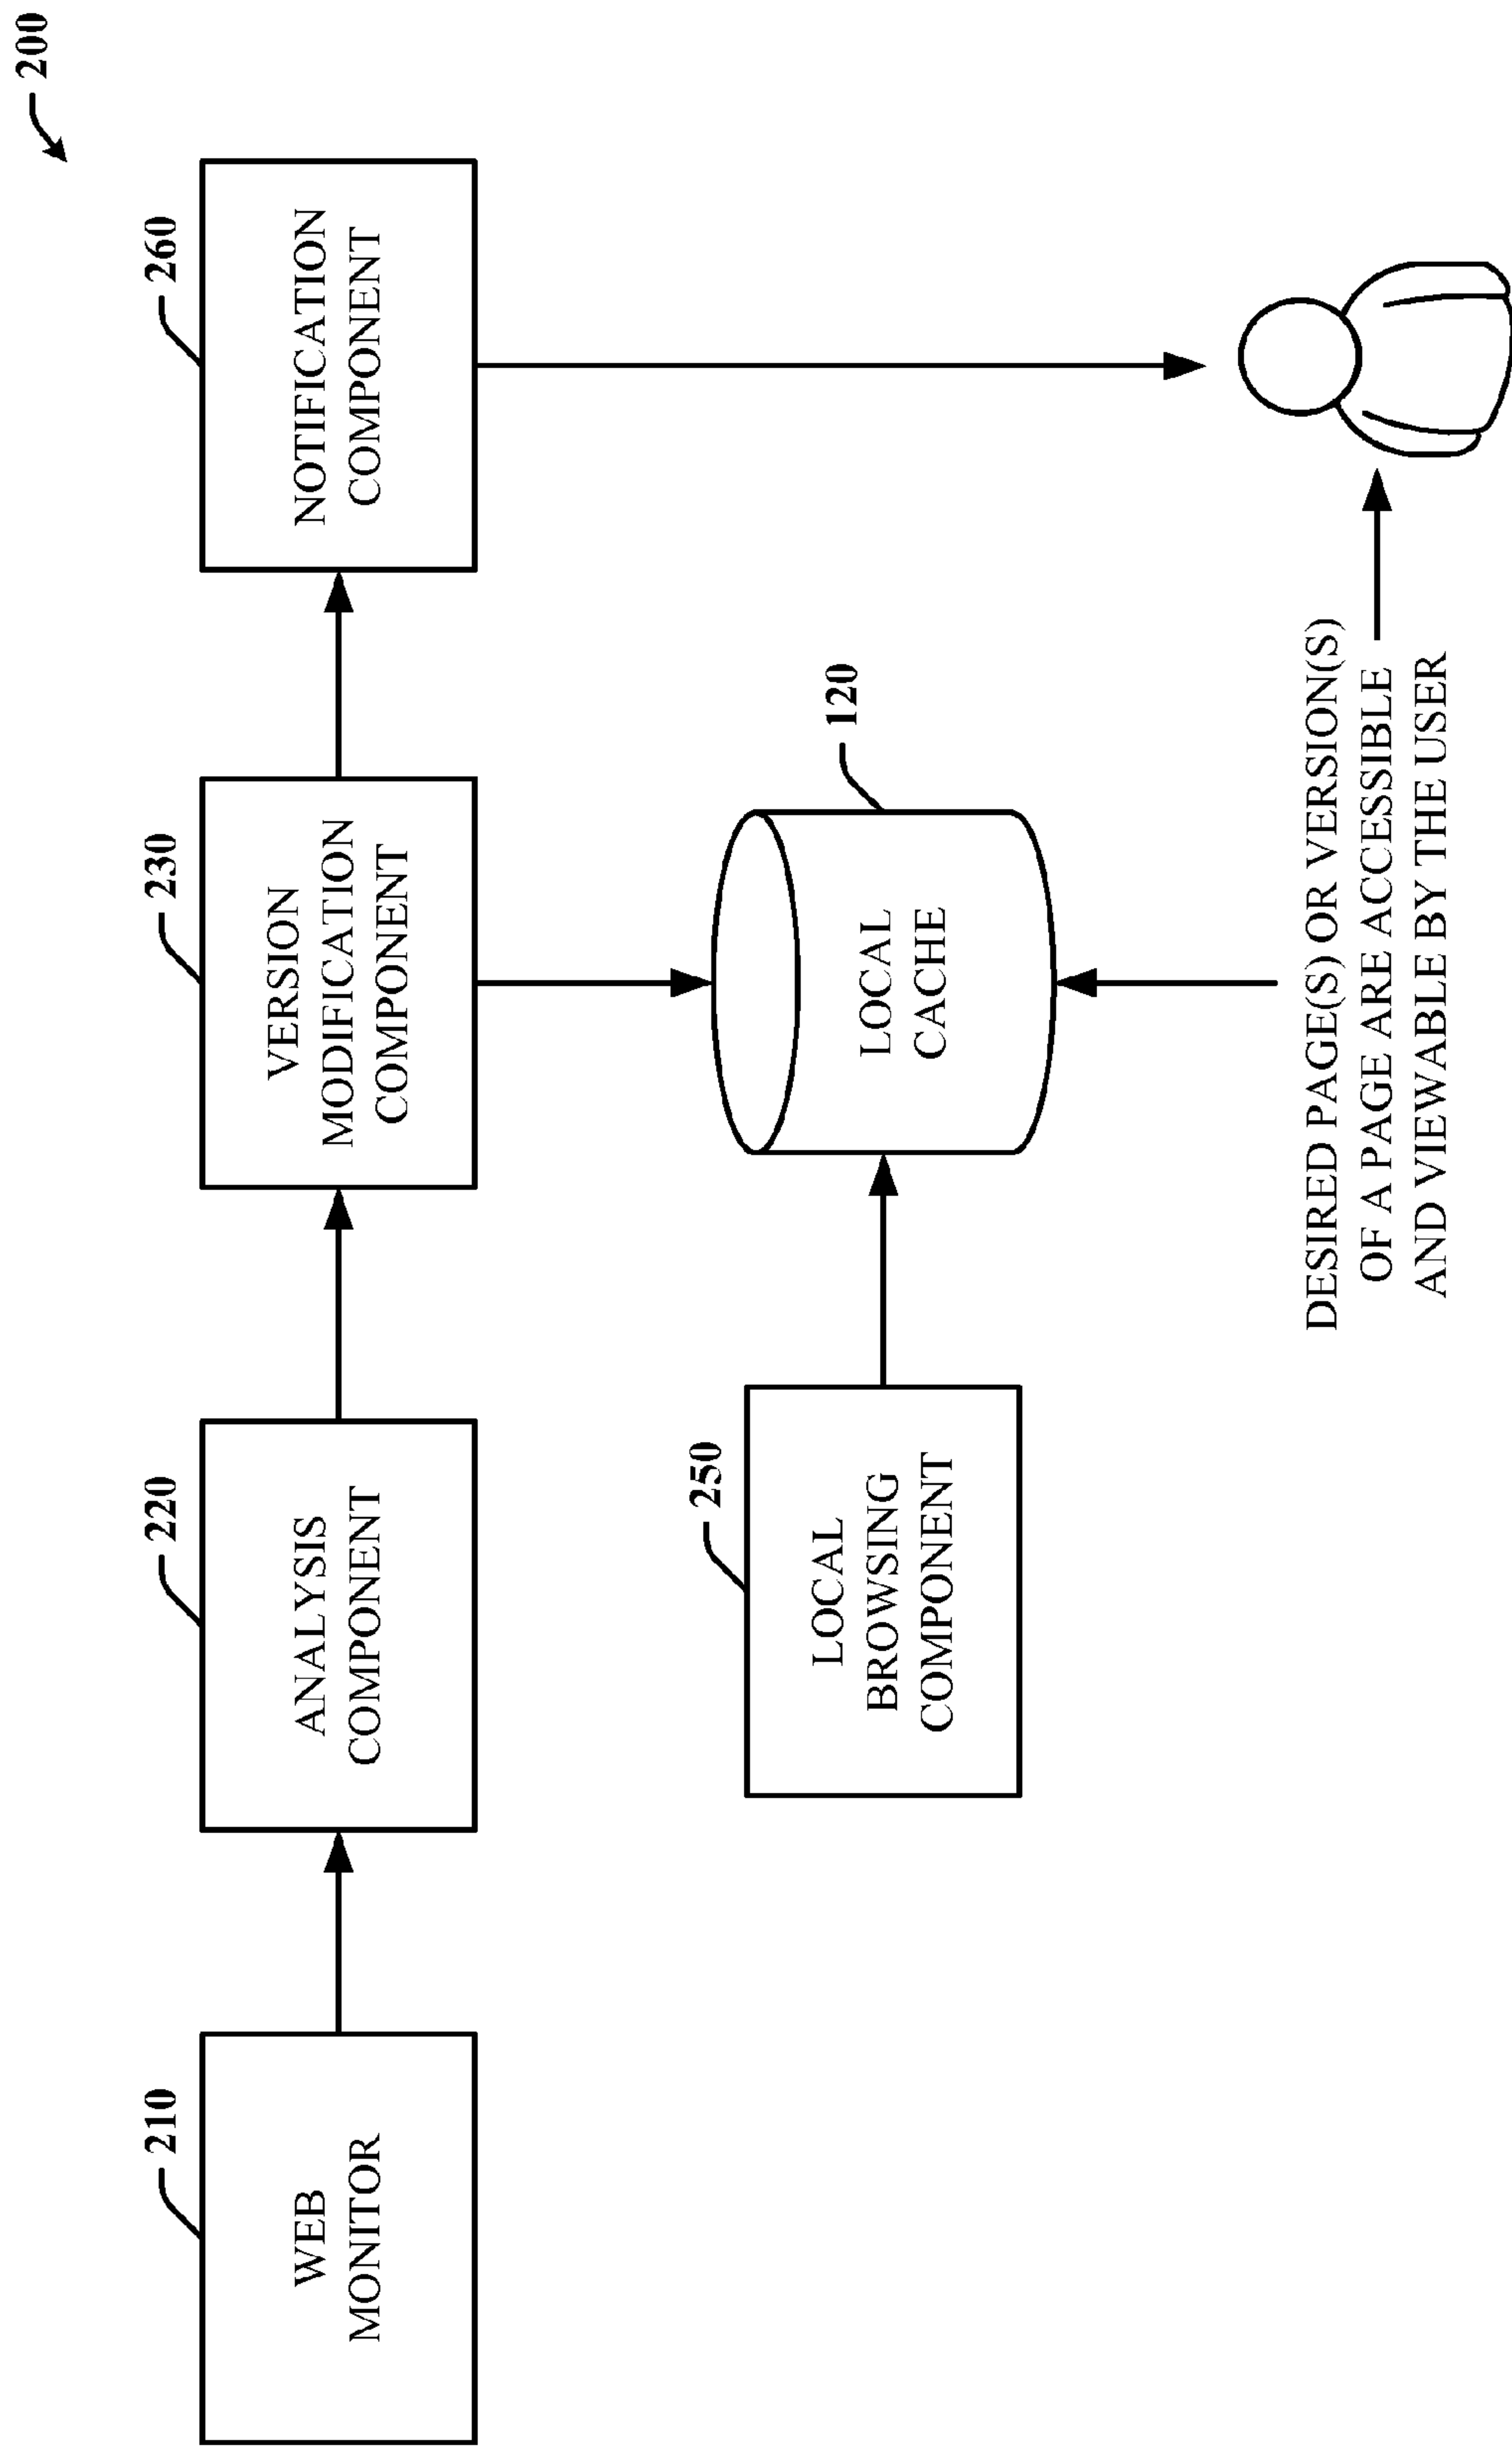 200
210
220
230
260
WEB
MONITOR
ANALYSIS
COMPONENT
VERSION
MODIFICATION
COMPONENT
NOTIFICATION
COMPONENT
250
LOCAL
BROWSING
COMPONENT
120
LOCAL
CACHE
DESIRED PAGE(S) OR VERSION(S)
OF A PAGE ARE ACCESSIBLE
AND VIEWABLE BY THE USER